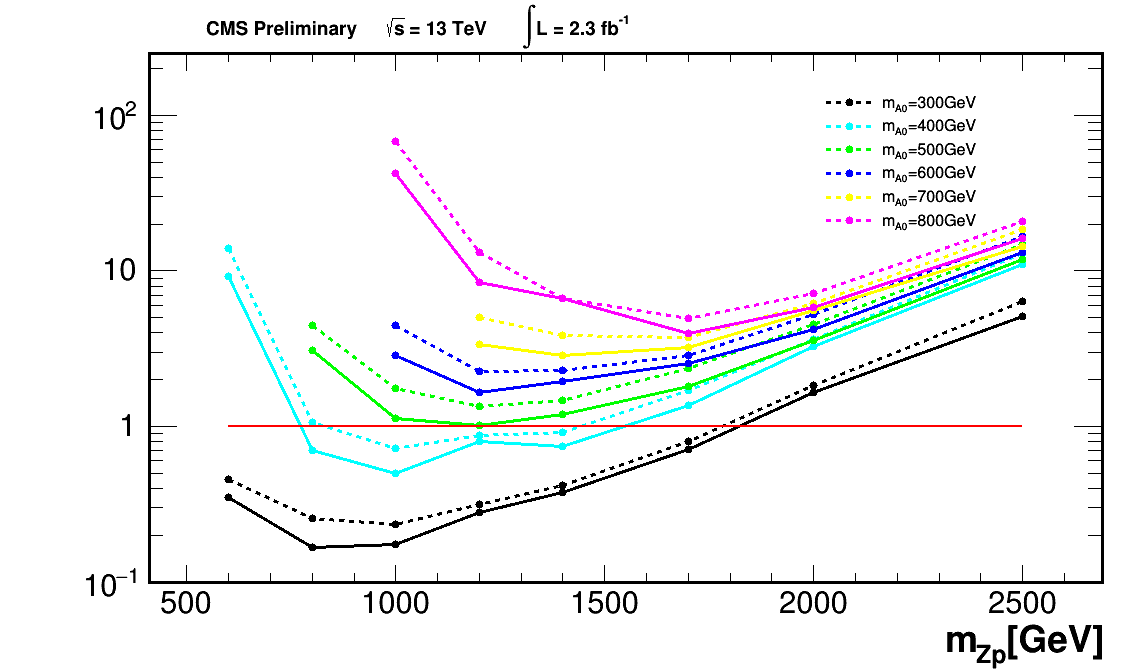 CMS Preliminary √s = 13 TeV ∫L = 2.3 fb⁻¹
10²
m_A0=300GeV
m_A0=400GeV
m_A0=500GeV
m_A0=600GeV
m_A0=700GeV
m_A0=800GeV
10
1
10⁻¹
500 1000 1500 2000 2500
m_Zp[GeV]